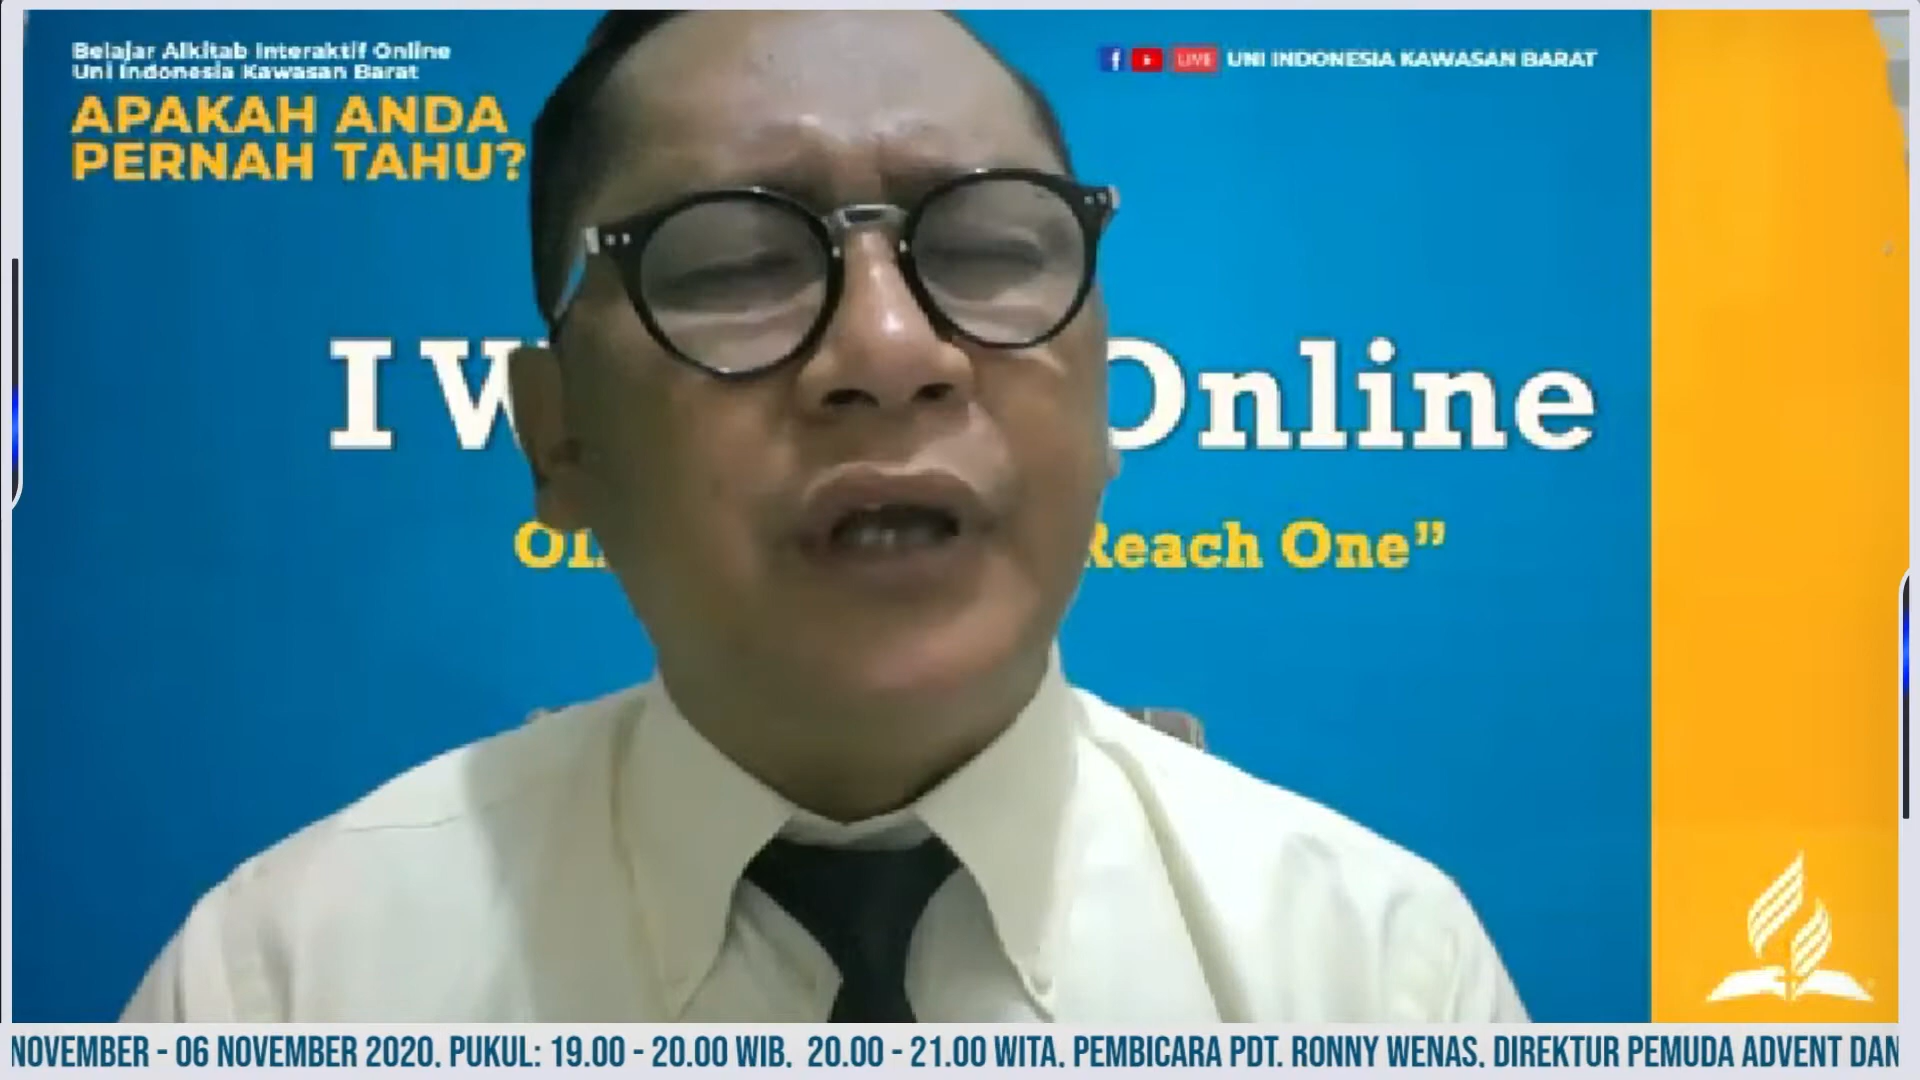 Belajar Alkitab Interaktif Online
Uni Indonesia Kawasan Barat
APAKAH ANDA
PERNAH TAHU?
LIVE UNI INDONESIA KAWASAN BARAT
I Online
Reach One”
NOVEMBER - 06 NOVEMBER 2020, PUKUL: 19.00 - 20.00 WIB, 20.00 - 21.00 WITA, PEMBICARA PDT. RONNY WENAS, DIREKTUR PEMUDA ADVENT DAN